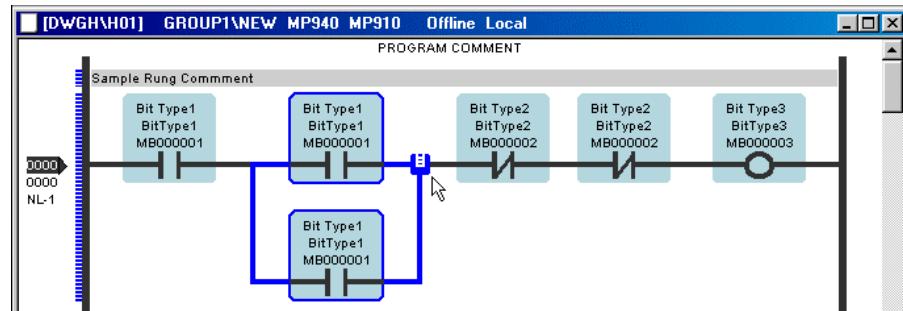 [DWGH\H01] GROUP1\NEW MP940 MP910 Offline Local
PROGRAM COMMENT
Sample Rung Commment
Bit Type1
BitType1
MB000001
Bit Type1
BitType1
MB000001
Bit Type2
BitType2
MB000002
Bit Type2
BitType2
MB000002
Bit Type3
BitType3
MB000003
0000
0000
NL-1
Bit Type1
BitType1
MB000001